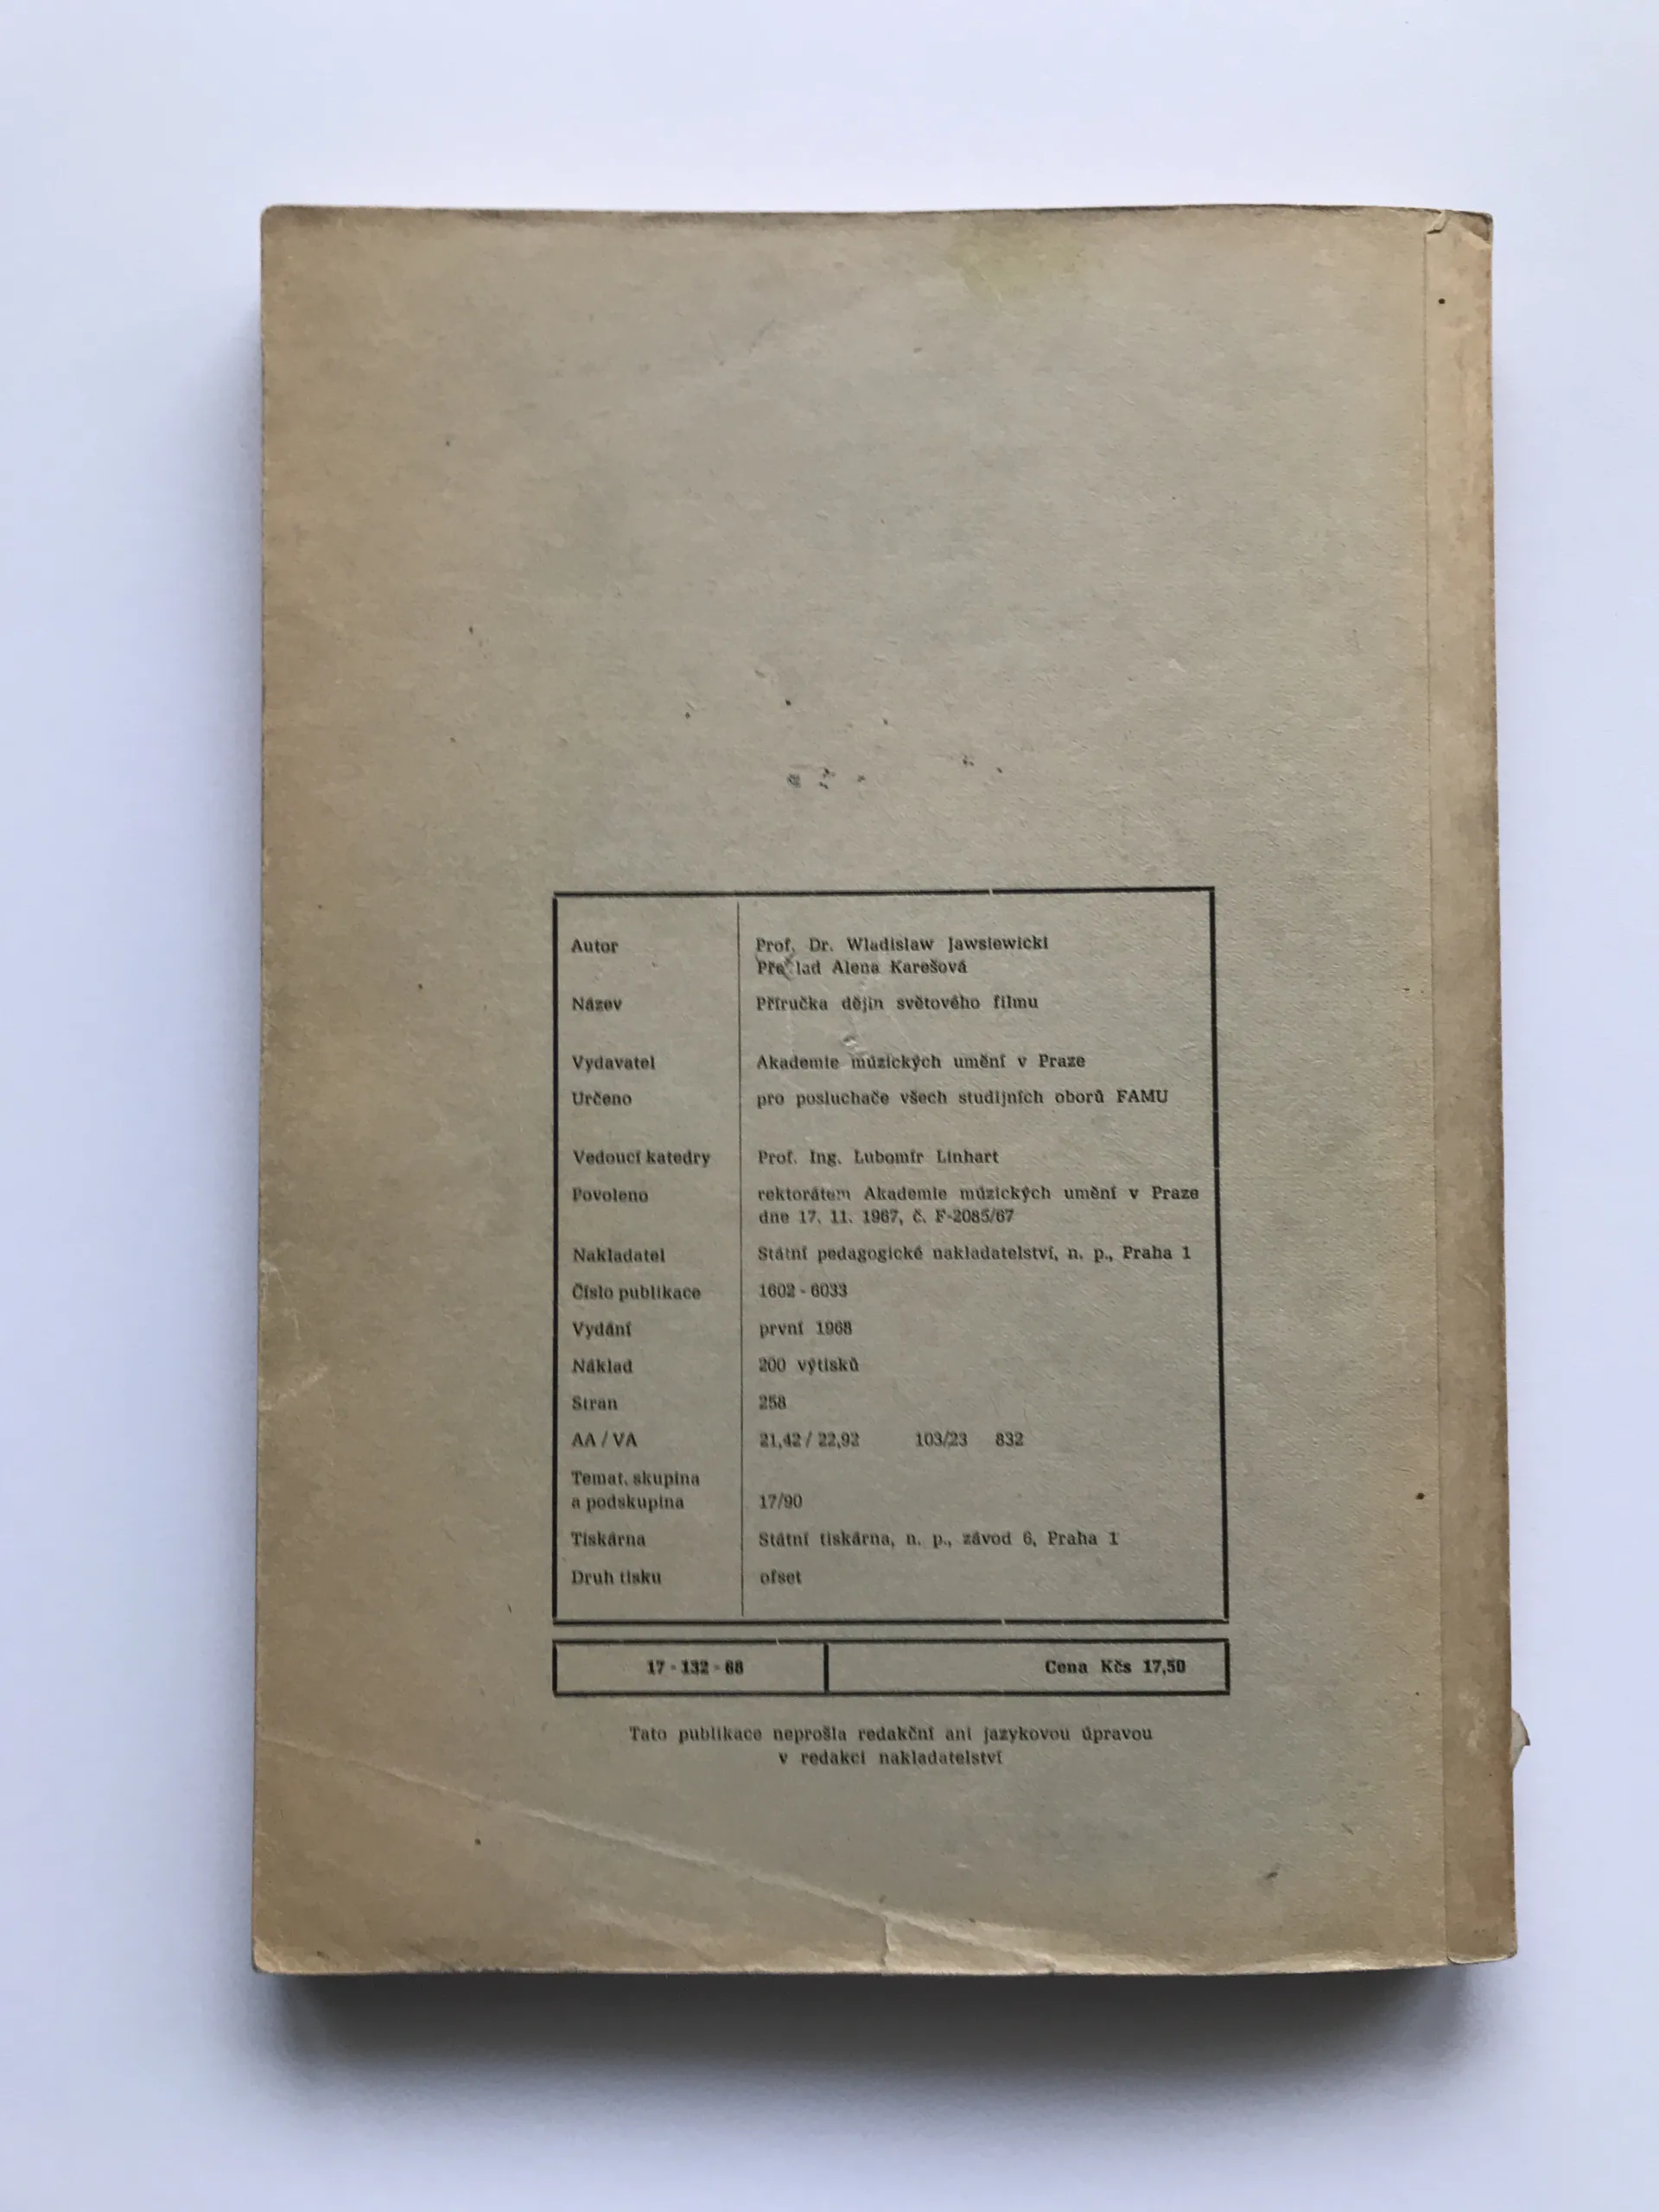 Autor Prof. Dr. Wladislaw Jawsiewicki
Překlad Alena Karešová
Název Příručka dějin světového filmu
Vydavatel Akademie múzických umění v Praze
Určeno pro posluchače všech studijních oborů FAMU
Vedoucí katedry Prof. Ing. Lubomír Linhart
Povoleno rektorátem Akademie múzických umění v Praze
dne 17. 11. 1967, č. F-2085/67
Nakladatel Státní pedagogické nakladatelství, n. p., Praha 1
Číslo publikace 1602 - 6033
Vydání první 1968
Náklad 200 výtisků
Stran 258
AA / VA 21,42 / 22,92 103/23 832
Temat. skupina
a podskupina 17/90
Tiskárna Státní tiskárna, n. p., závod 6, Praha 1
Druh tisku ofset
17 - 132 - 68 Cena Kčs 17,50
Tato publikace neprošla redakční ani jazykovou úpravou
v redakci nakladatelství